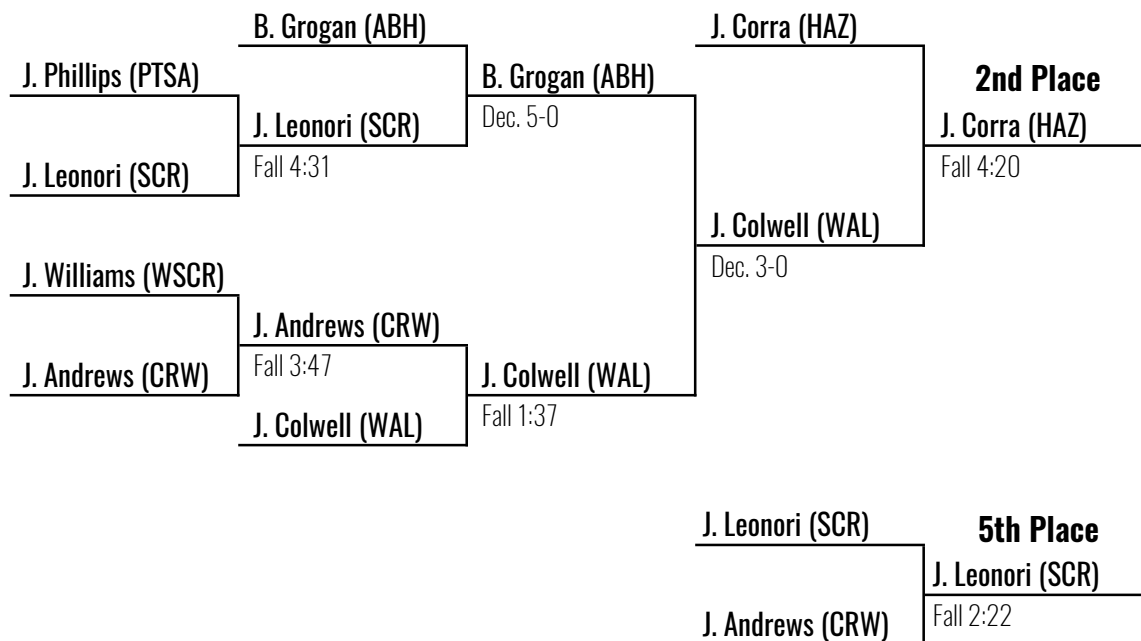 B. Grogan (ABH)
J. Corra (HAZ)
J. Phillips (PTSA)
B. Grogan (ABH)
2nd Place
Dec. 5-0
J. Leonori (SCR)
J. Corra (HAZ)
Fall 4:31
Fall 4:20
J. Leonori (SCR)
J. Colwell (WAL)
Dec. 3-0
J. Williams (WSCR)
J. Andrews (CRW)
Fall 3:47
J. Andrews (CRW)
J. Colwell (WAL)
Fall 1:37
J. Colwell (WAL)
J. Leonori (SCR)
5th Place
J. Leonori (SCR)
Fall 2:22
J. Andrews (CRW)